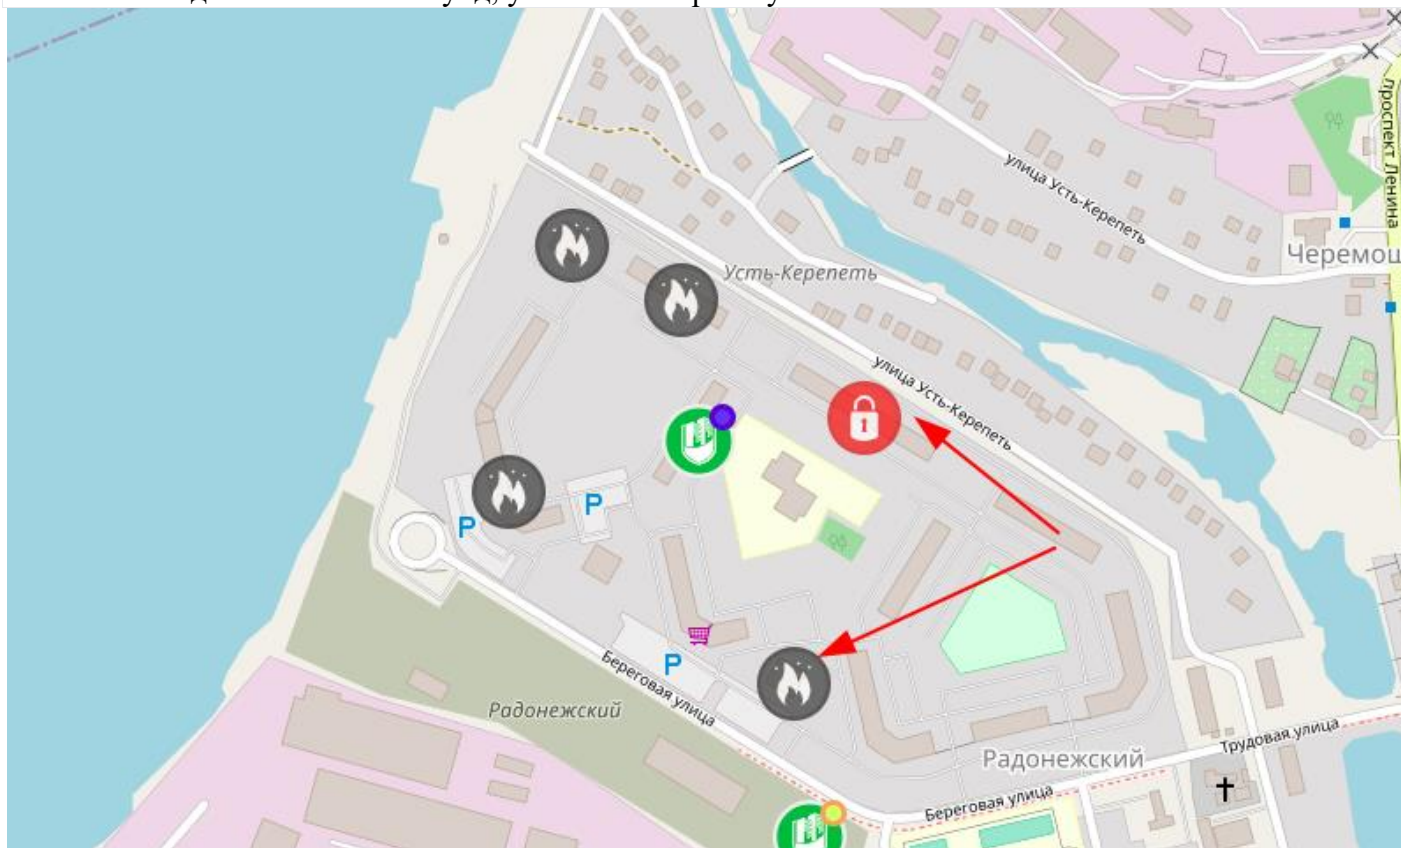 улица Усть-Керепеть
проспект Ленина
Черемош
Усть-Керепеть
улица Усть-Керепеть
P
P
P
Береговая улица
Радонежский
Радонежский
Трудовая улица
Береговая улица